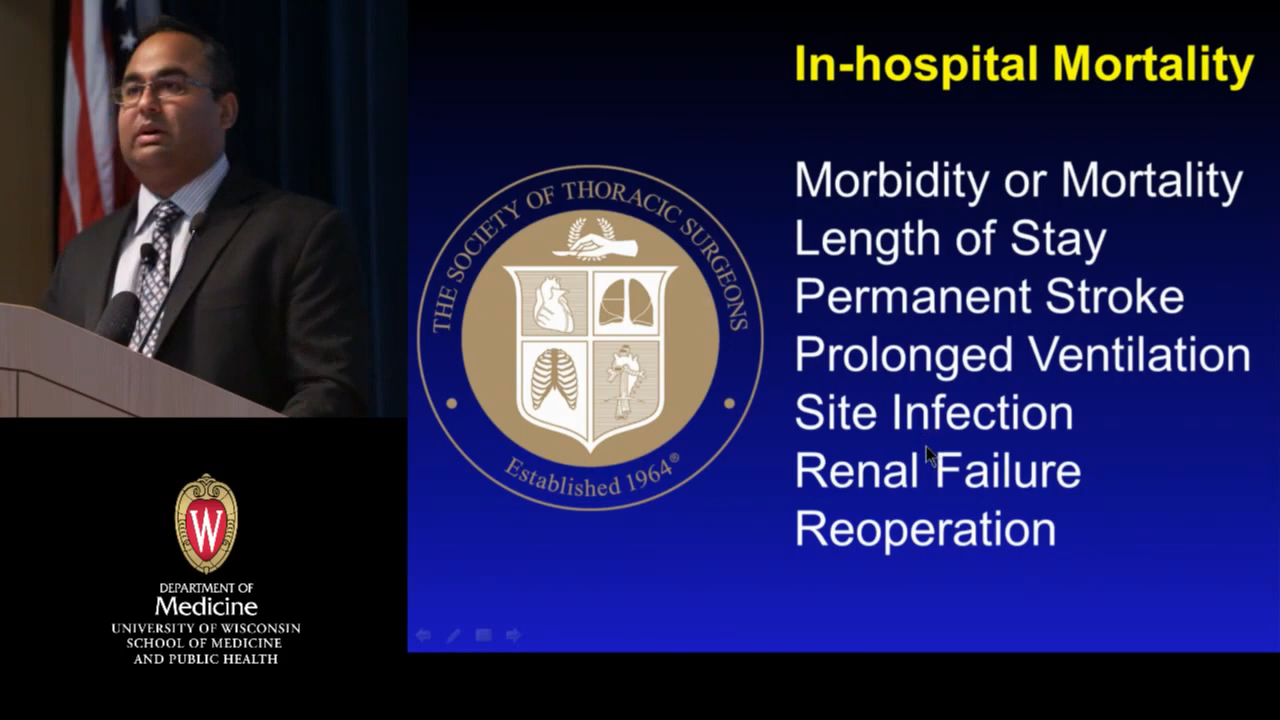 In-hospital Mortality
THE SOCIETY OF THORACIC SURGEONS
Established 1964®
Morbidity or Mortality
Length of Stay
Permanent Stroke
Prolonged Ventilation
Site Infection
Renal Failure
Reoperation
W
DEPARTMENT OF
Medicine
UNIVERSITY OF WISCONSIN
SCHOOL OF MEDICINE
AND PUBLIC HEALTH